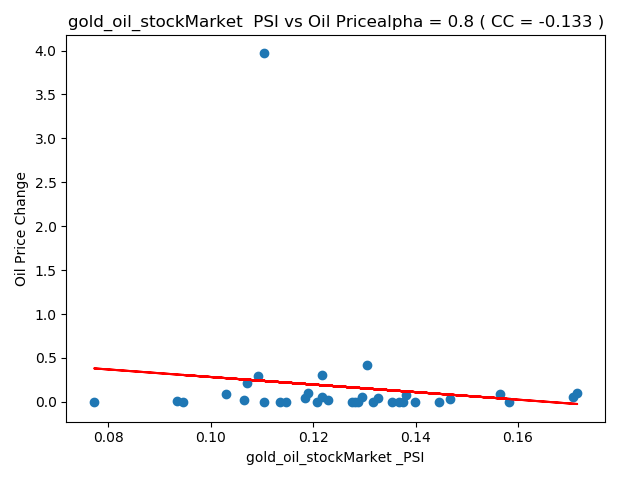 gold_oil_stockMarket  PSI vs Oil Pricealpha = 0.8 ( CC = -0.133 )
4.0
3.5
3.0
2.5
2.0
1.5
1.0
0.5
0.0
Oil Price Change
0.08 0.10 0.12 0.14 0.16
gold_oil_stockMarket _PSI